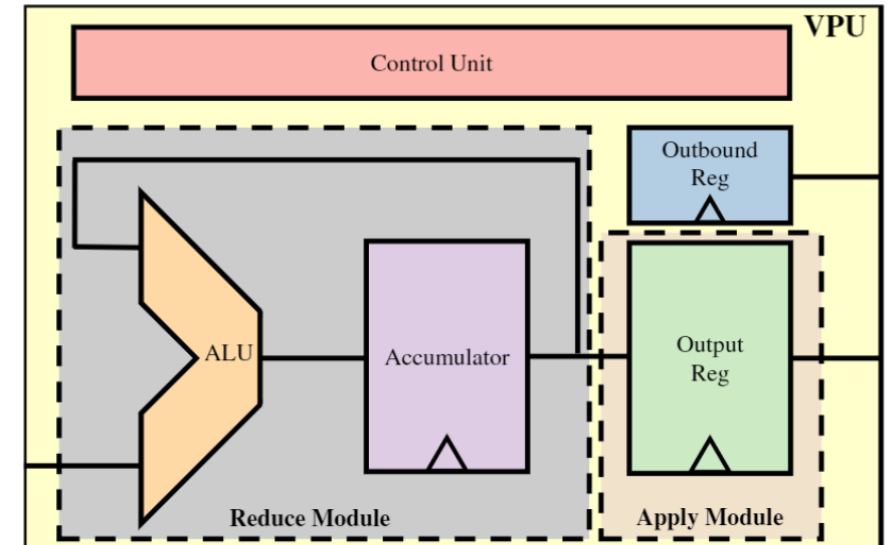 VPU
Control Unit
Outbound
Reg
ALU
Accumulator
Output
Reg
Reduce Module
Apply Module